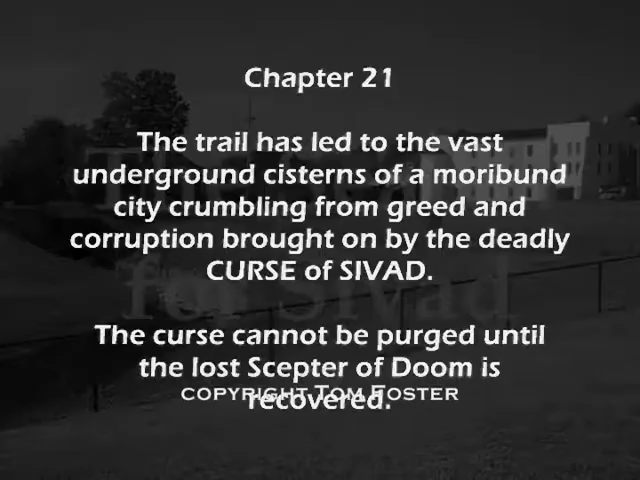 Chapter 21
The trail has led to the vast
underground cisterns of a moribund
city crumbling from greed and
corruption brought on by the deadly
CURSE of SIVAD.
for Sivad
The curse cannot be purged until
the lost Scepter of Doom is
COPYRIGHT TOM FOSTER
recovered.